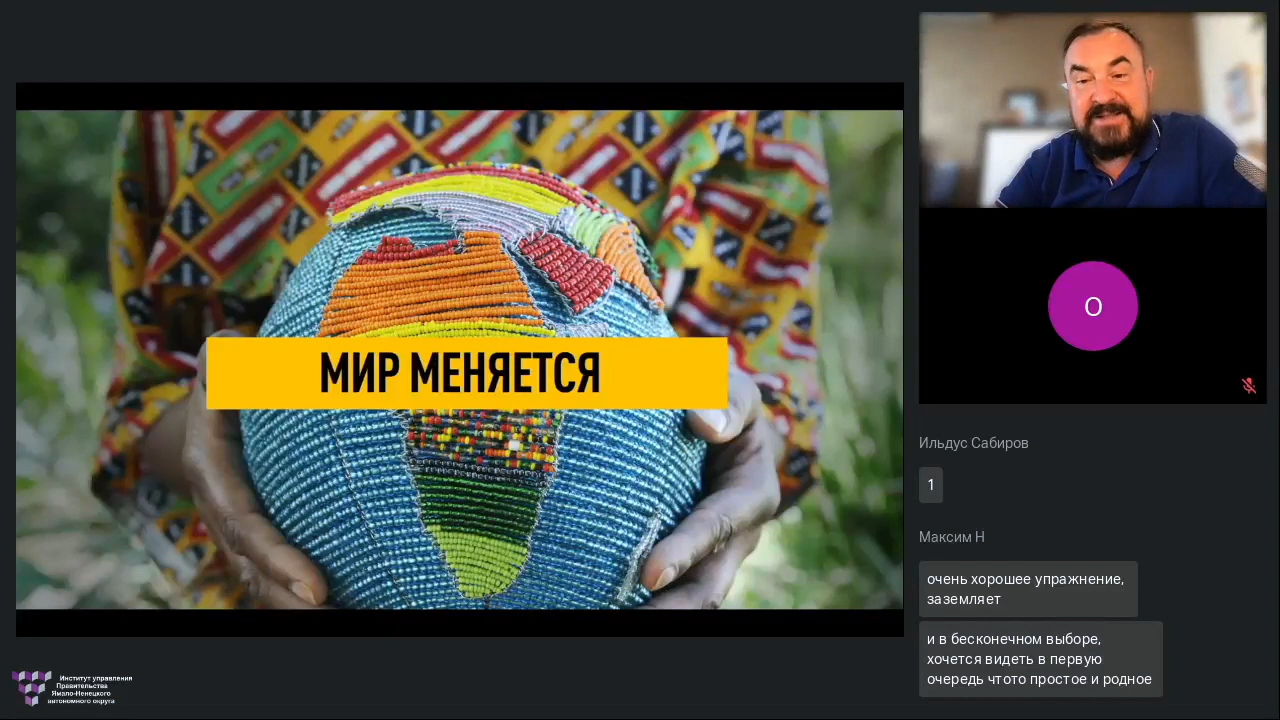 МИР МЕНЯЕТСЯ
О
Ильдус Сабиров
1
Максим Н
очень хорошее упражнение,
заземляет
и в бесконечном выборе,
хочется видеть в первую
очередь чтото простое и родное
Институт управления
Правительства
Ямало-Ненецкого
автономного округа